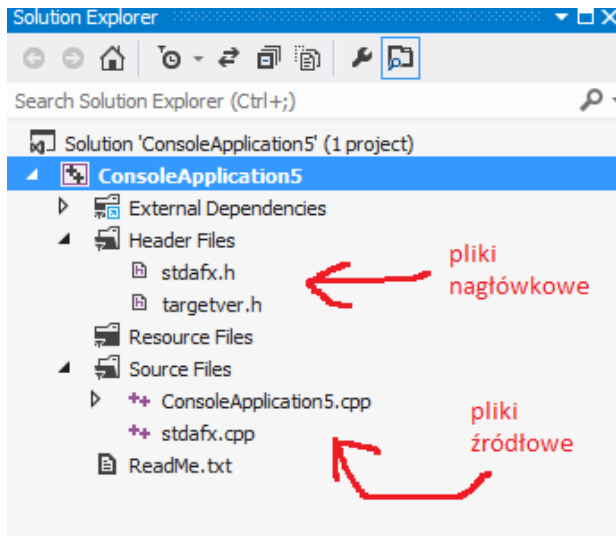 Solution Explorer
Search Solution Explorer (Ctrl+;)
Solution 'ConsoleApplication5' (1 project)
ConsoleApplication5
External Dependencies
Header Files
stdafx.h
targetver.h
pliki
nagłówkowe
Resource Files
Source Files
ConsoleApplication5.cpp
stdafx.cpp
pliki
źródłowe
ReadMe.txt